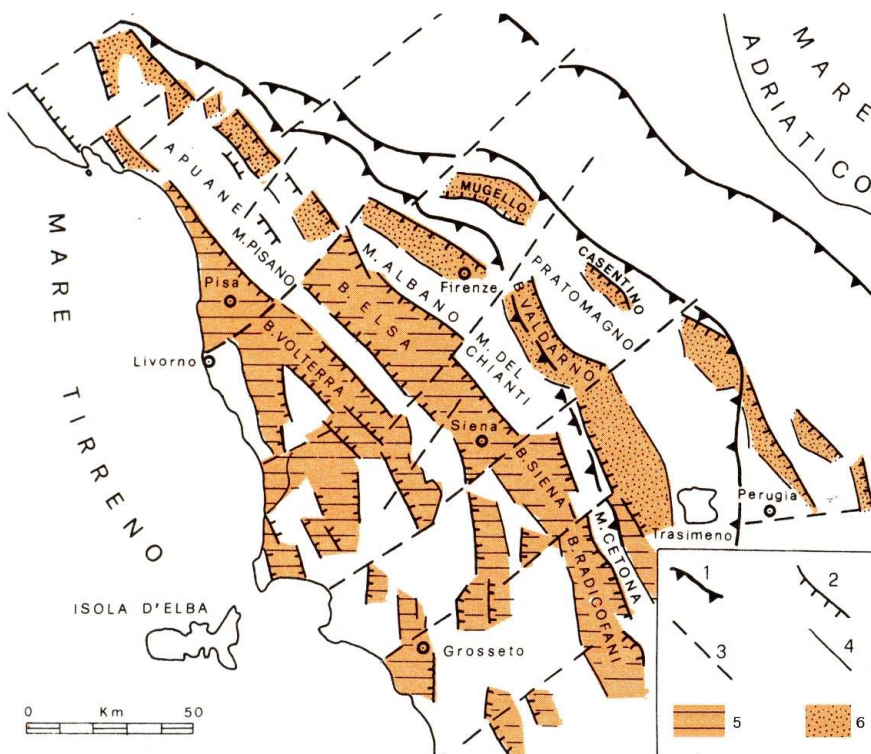 MARE
ADRIATICO
MARE TIRRENO
APUANE
M. PISANO
MUGELLO
CASENTINO
PRATOMAGNO
M. ALBANO
Firenze
B. VALDARNO
Pisa
B. ELSA
M. DEL
CHIANTI
B. VOLTERRA
Livorno
Siena
B. SIENA
Perugia
Trasimeno
M. CETONA
B. RADICOFANI
ISOLA D'ELBA
Grosseto
0 Km 50
1
2
3
4
5
6